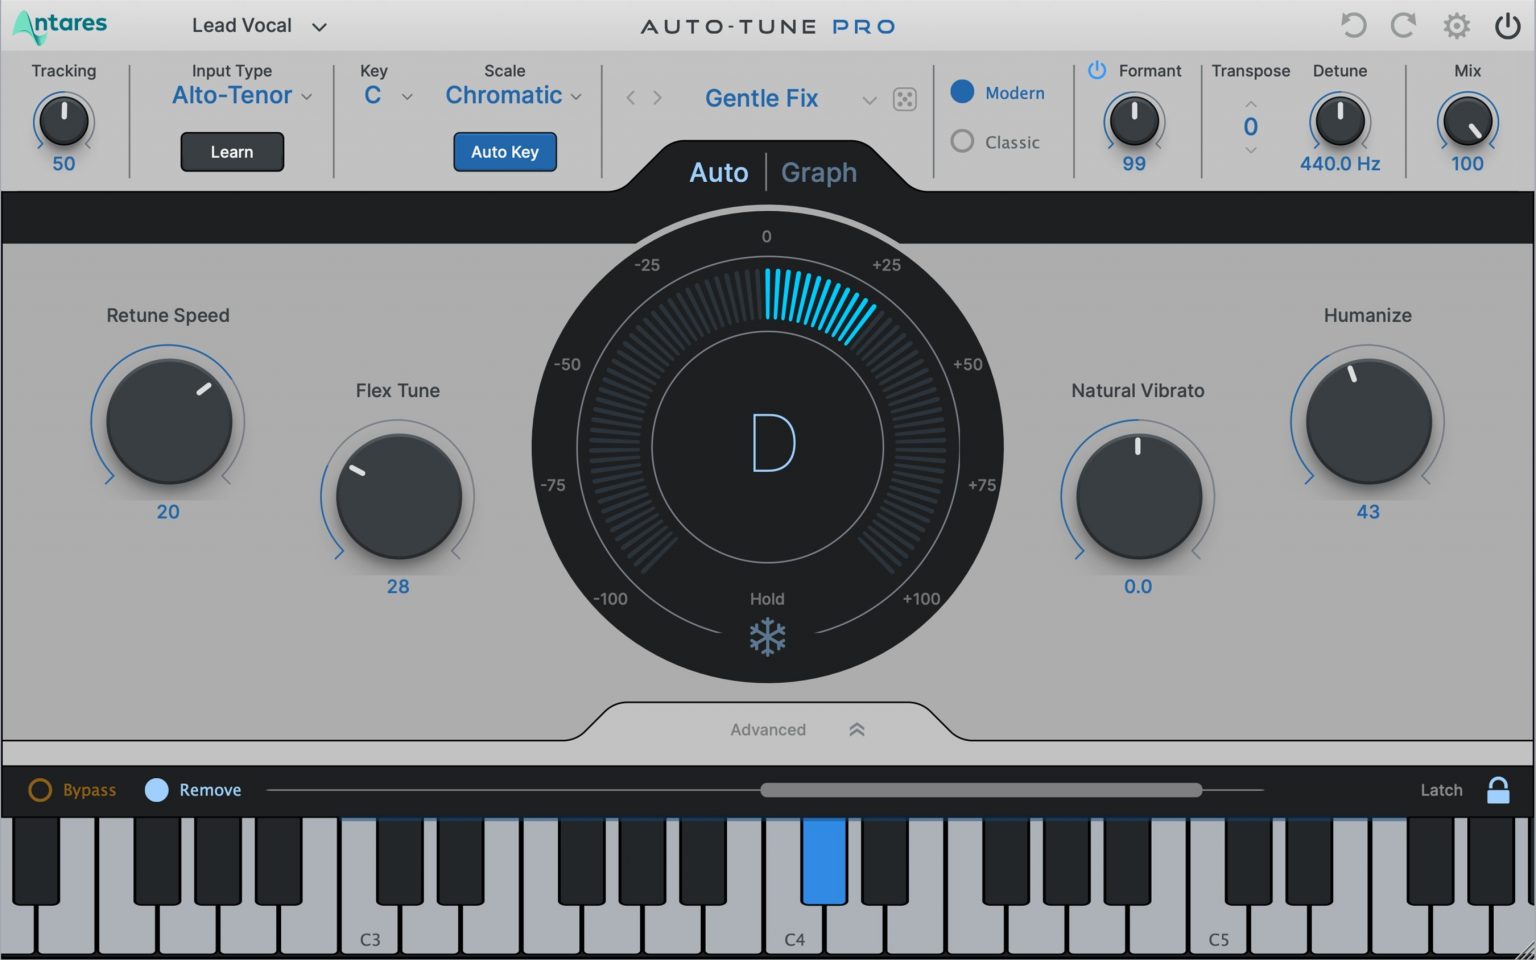 Antares
Lead Vocal
AUTO-TUNE PRO
Tracking
50
Input Type
Alto-Tenor
Learn
Key
C
Scale
Chromatic
Auto Key
Gentle Fix
Modern
Classic
Formant
99
Transpose
0
Detune
440.0 Hz
Mix
100
Auto | Graph
0
-25
+25
-50
+50
-75
+75
-100
+100
D
Hold
Retune Speed
20
Flex Tune
28
Natural Vibrato
0.0
Humanize
43
Advanced
Bypass
Remove
Latch
C3
C4
C5